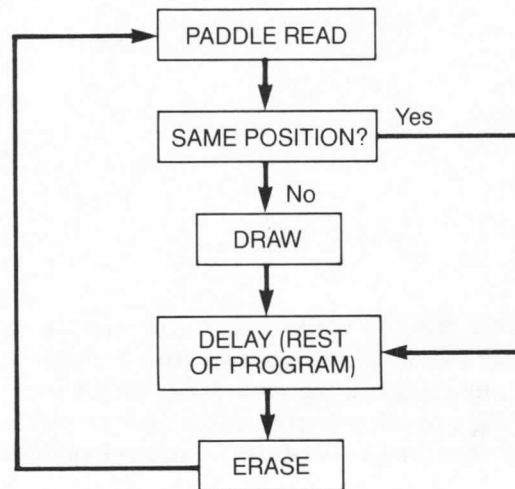 PADDLE READ
SAME POSITION?
Yes
No
DRAW
DELAY (REST
OF PROGRAM)
ERASE